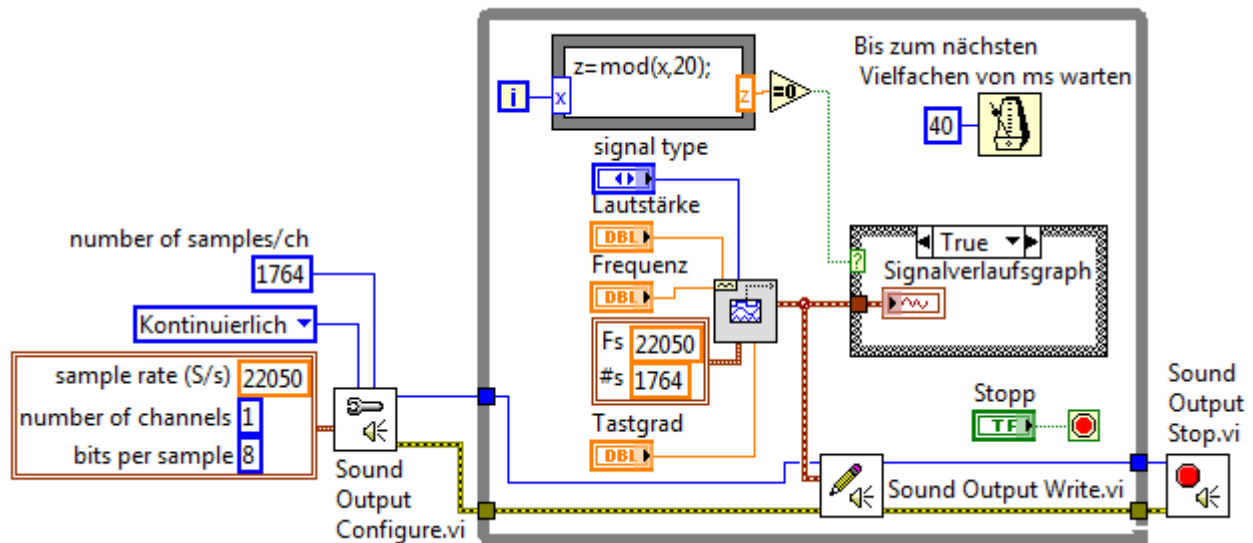 z=mod(x,20);
i
x
z
=0
Bis zum nächsten
Vielfachen von ms warten
40
signal type
Lautstärke
DBL
Frequenz
DBL
Fs 22050
#s 1764
Tastgrad
DBL
number of samples/ch
1764
Kontinuierlich
sample rate (S/s) 22050
number of channels 1
bits per sample 8
Sound
Output
Configure.vi
True
?
Signalverlaufsgraph
Stopp
TF
Sound Output Write.vi
Sound
Output
Stop.vi